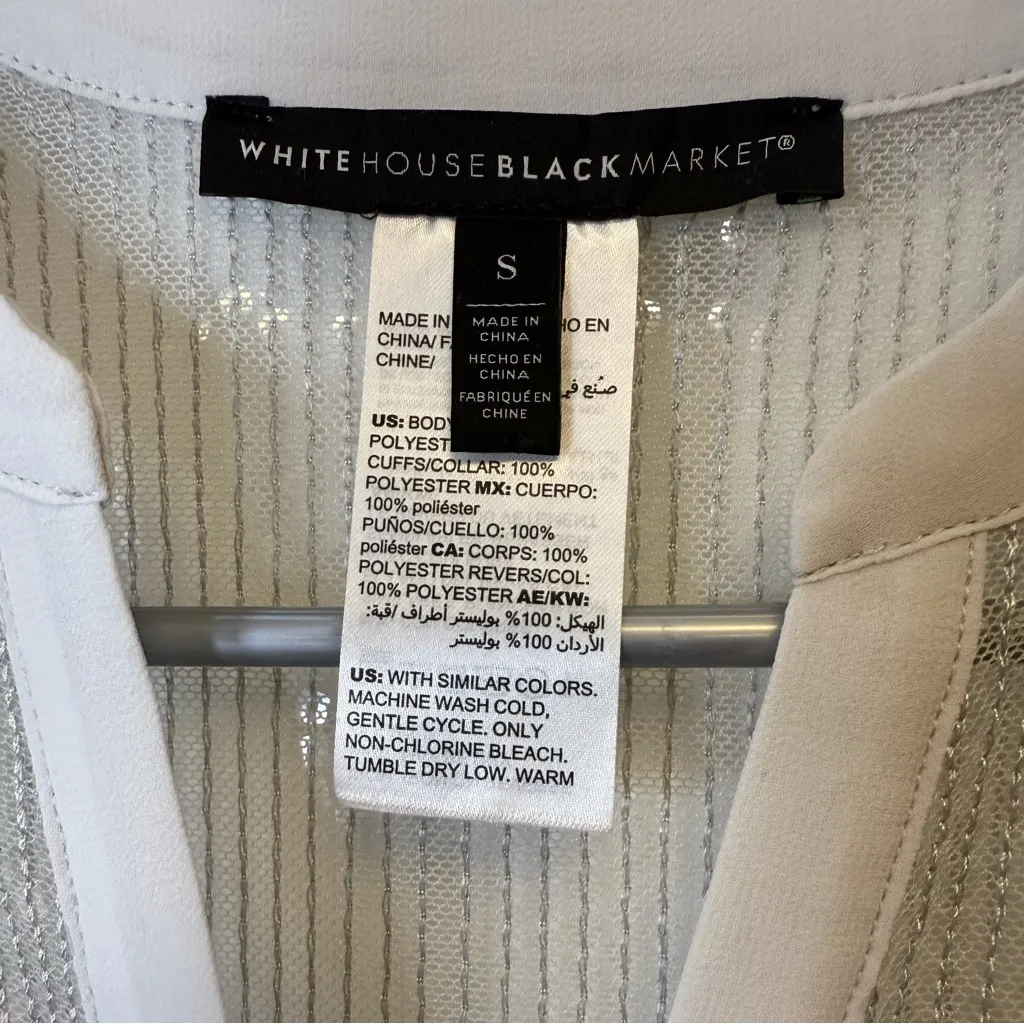 WHITE HOUSE BLACK MARKET®
S
MADE IN
CHINA
HECHO EN
CHINA
FABRIQUÉ EN
CHINE
MADE IN
EN
CHINA/
CHINE/
صُنع في
US: BODY
CUFFS/COLLAR: 100%
POLYESTER MX: CUERPO:
100% poliéster
PUÑOS/CUELLO: 100%
poliéster CA: CORPS: 100%
POLYESTER REVERS/COL:
100% POLYESTER AE/KW:
الهيكل: 100% بوليستر أطراف /قبة:
الأردان 100% بوليستر
US: WITH SIMILAR COLORS.
MACHINE WASH COLD,
GENTLE CYCLE. ONLY
NON-CHLORINE BLEACH.
TUMBLE DRY LOW. WARM